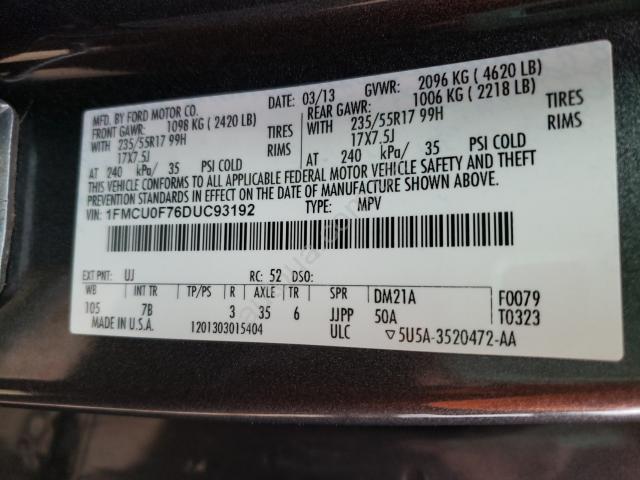 MFD. BY FORD MOTOR CO.
03/13
GVWR: 2096 KG ( 4620 LB)
FRONT GAWR: 1098 KG ( 2420 LB)
REAR GAWR: 1006 KG ( 2218 LB)
WITH 235/55R17 99H TIRES
WITH 235/55R17 99H TIRES
17X7.5J RIMS
17X7.5J RIMS
AT 240 kPa/ 35 PSI COLD
AT 240 kPa/ 35 PSI COLD
THIS VEHICLE CONFORMS TO ALL APPLICABLE FEDERAL MOTOR VEHICLE SAFETY AND THEFT
PREVENTION STANDARDS IN EFFECT ON THE DATE OF MANUFACTURE SHOWN ABOVE.
VIN: 1FMCU0F76DUC93192
TYPE: MPV
EXT PNT: UJ RC: 52 DSO:
WB INT TR TP/PS R AXLE TR SPR DM21A F0079
105 7B 3 35 6 JJPP 50A T0323
MADE IN U.S.A. 1201303015404 ULC ▽5U5A-3520472-AA